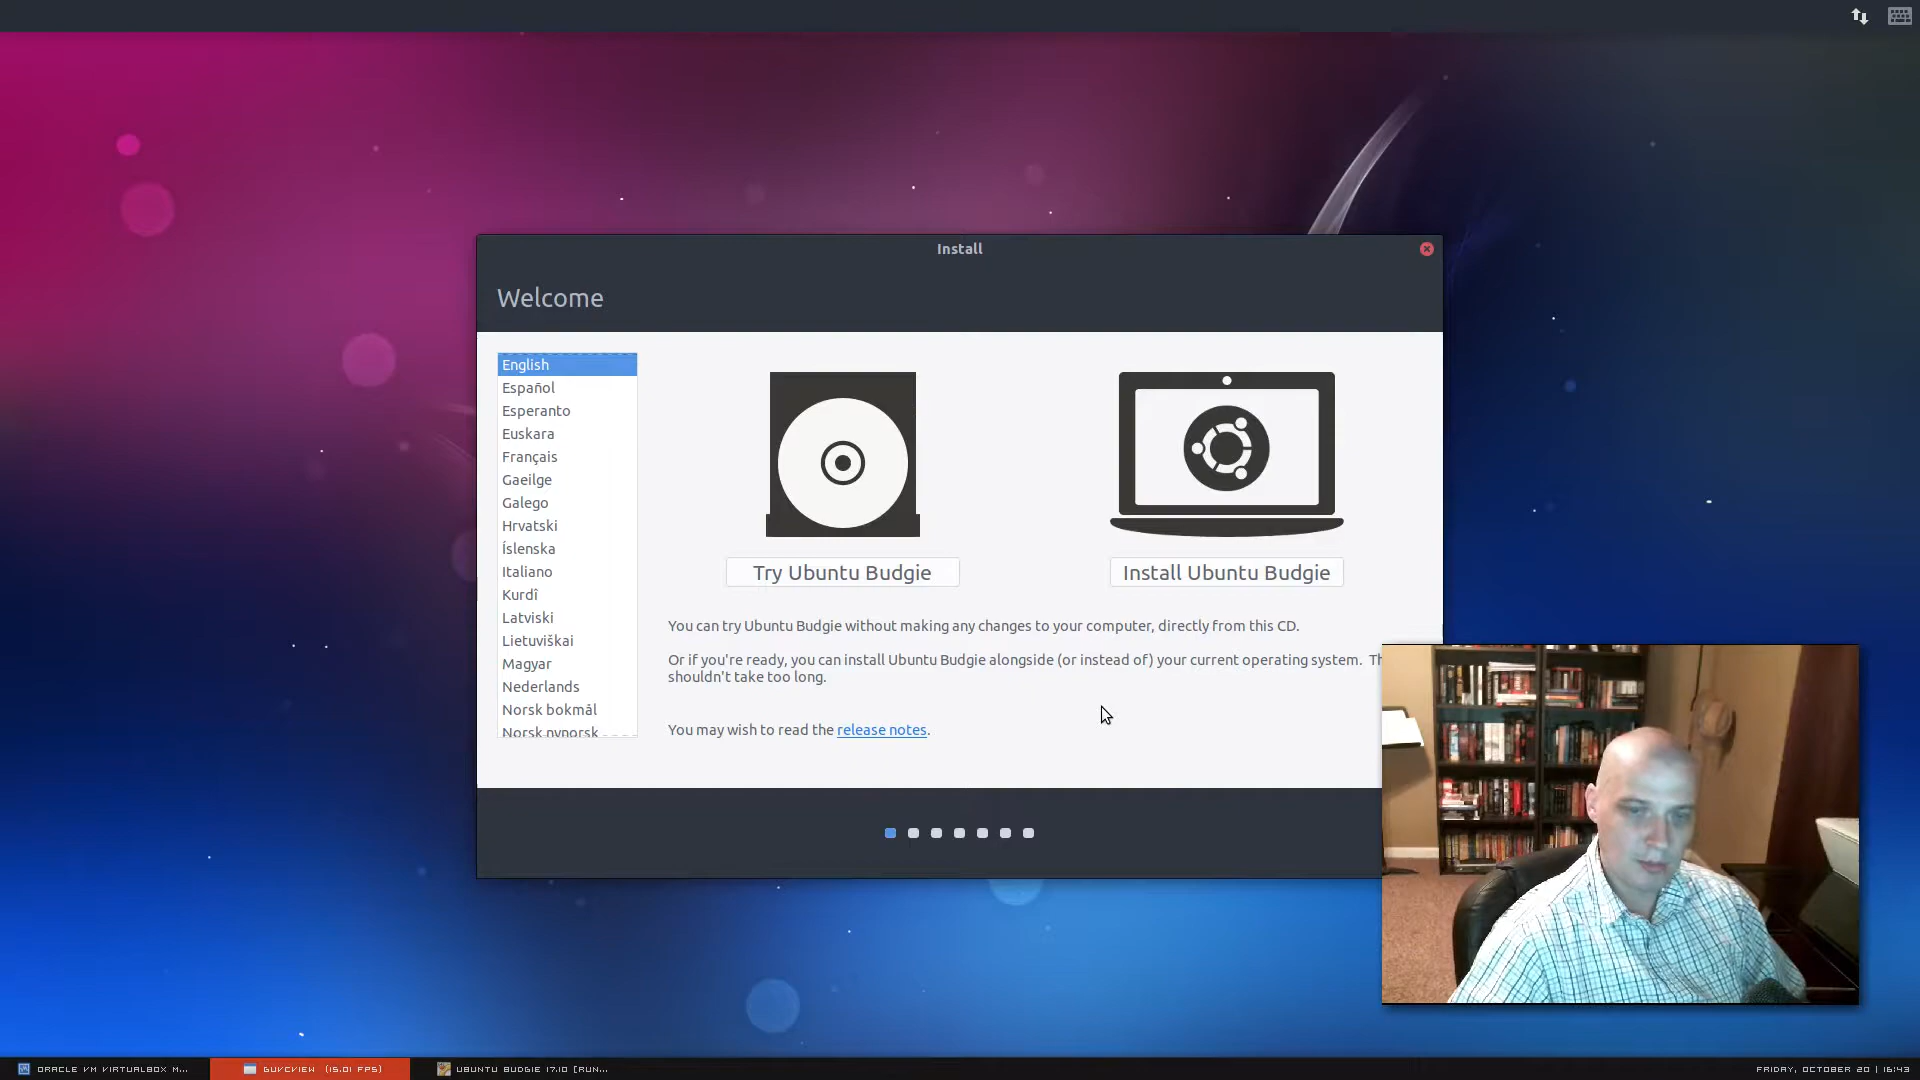 Install
Welcome
English
Español
Esperanto
Euskara
Français
Gaeilge
Galego
Hrvatski
Íslenska
Italiano
Kurdî
Latviski
Lietuviškai
Magyar
Nederlands
Norsk bokmål
Norsk nynorsk
Try Ubuntu Budgie
Install Ubuntu Budgie
You can try Ubuntu Budgie without making any changes to your computer, directly from this CD.
Or if you're ready, you can install Ubuntu Budgie alongside (or instead of) your current operating system.
shouldn't take too long.
You may wish to read the release notes.
ORACLE VM VIRTUALBOX M...
GUVCVIEW (15.01 FPS)
UBUNTU BUDGIE 17.10 [RUN...
FRIDAY, OCTOBER 20 | 16:43